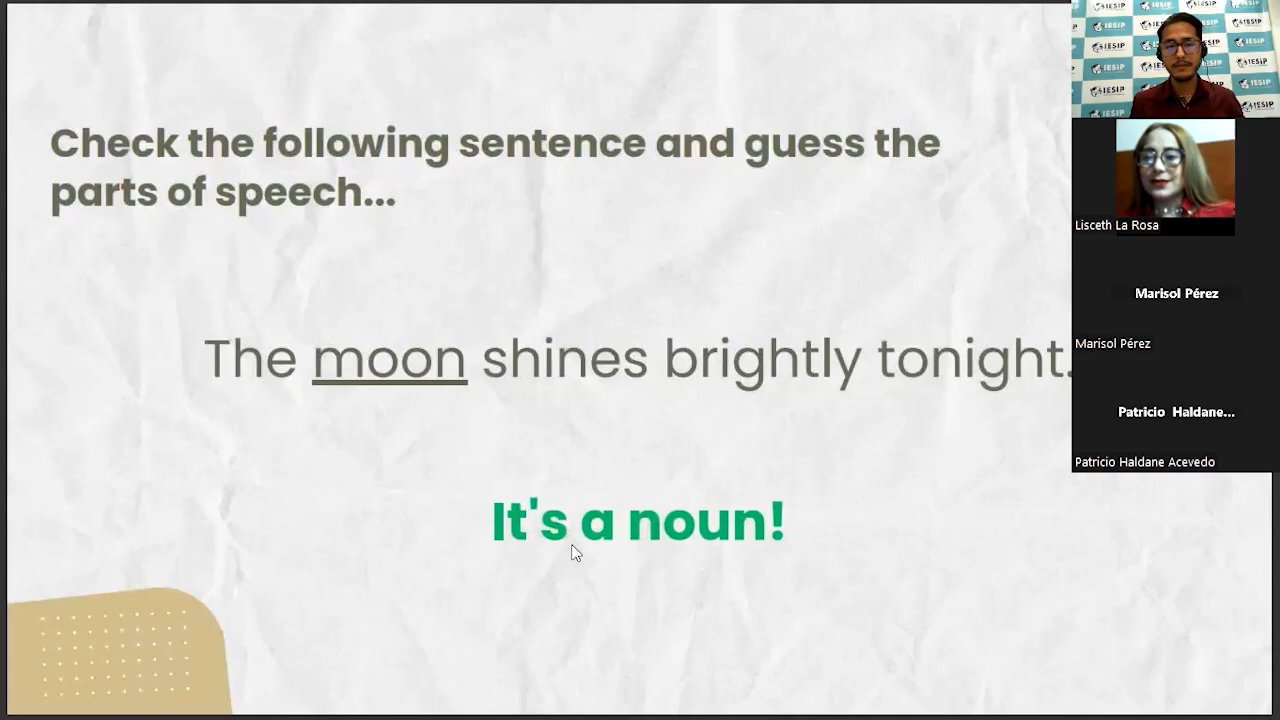 Check the following sentence and guess the
parts of speech...
The moon shines brightly tonight.
It's a noun!
IESIP
Lisceth La Rosa
Marisol Pérez
Marisol Pérez
Patricio Haldane...
Patricio Haldane Acevedo